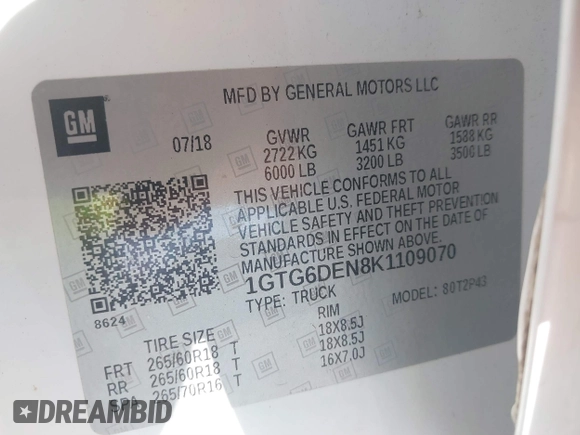 MFD BY GENERAL MOTORS LLC
GM
07/18 GVWR GAWR FRT GAWR RR
2722 KG 1451 KG 1588 KG
6000 LB 3200 LB 3500 LB
THIS VEHICLE CONFORMS TO ALL
APPLICABLE U.S. FEDERAL MOTOR
VEHICLE SAFETY AND THEFT PREVENTION
STANDARDS IN EFFECT ON THE DATE OF
MANUFACTURE SHOWN ABOVE.
1GTG6DEN8K1109070
TYPE: TRUCK MODEL: 80T2P43
8624
TIRE SIZE RIM
FRT 265/60R18 T 18X8.5J
RR 265/60R18 T 18X8.5J
SPA 265/70R16 T 16X7.0J
DREAMBID